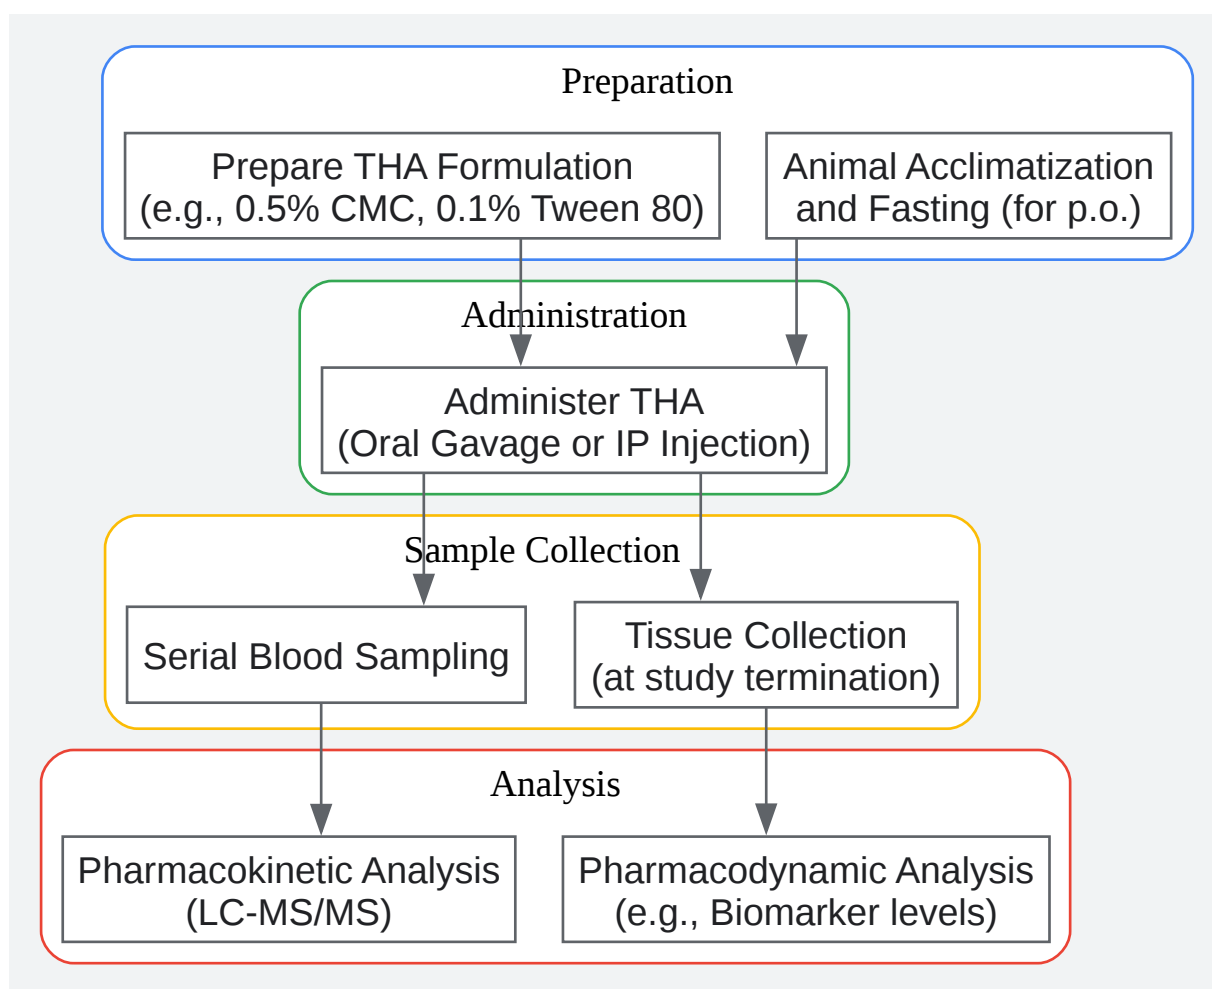 Preparation
Prepare THA Formulation
(e.g., 0.5% CMC, 0.1% Tween 80)
Animal Acclimatization
and Fasting (for p.o.)
Administration
Administer THA
(Oral Gavage or IP Injection)
Sample Collection
Serial Blood Sampling
Tissue Collection
(at study termination)
Analysis
Pharmacokinetic Analysis
(LC-MS/MS)
Pharmacodynamic Analysis
(e.g., Biomarker levels)